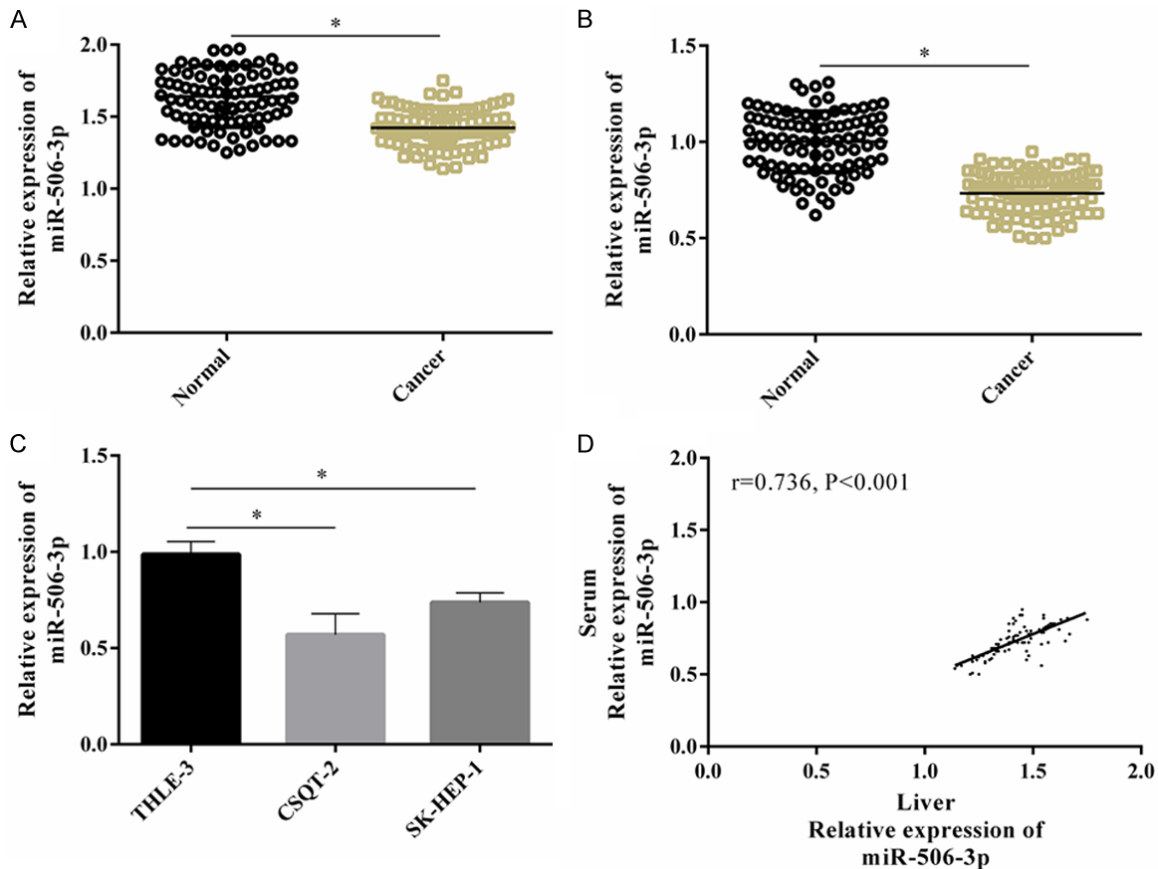 A
Relative expression of
miR-506-3p
2.0
1.5
1.0
0.5
0.0
*
Normal
Cancer
B
Relative expression of
miR-506-3p
1.5
1.0
0.5
0.0
*
Normal
Cancer
C
Relative expression of
miR-506-3p
1.5
1.0
0.5
0.0
*
*
THLE-3
CSQT-2
SK-HEP-1
D
Serum
Relative expression of
miR-506-3p
2.0
1.5
1.0
0.5
0.0
r=0.736, P<0.001
0.0
0.5
1.0
1.5
2.0
Liver
Relative expression of
miR-506-3p